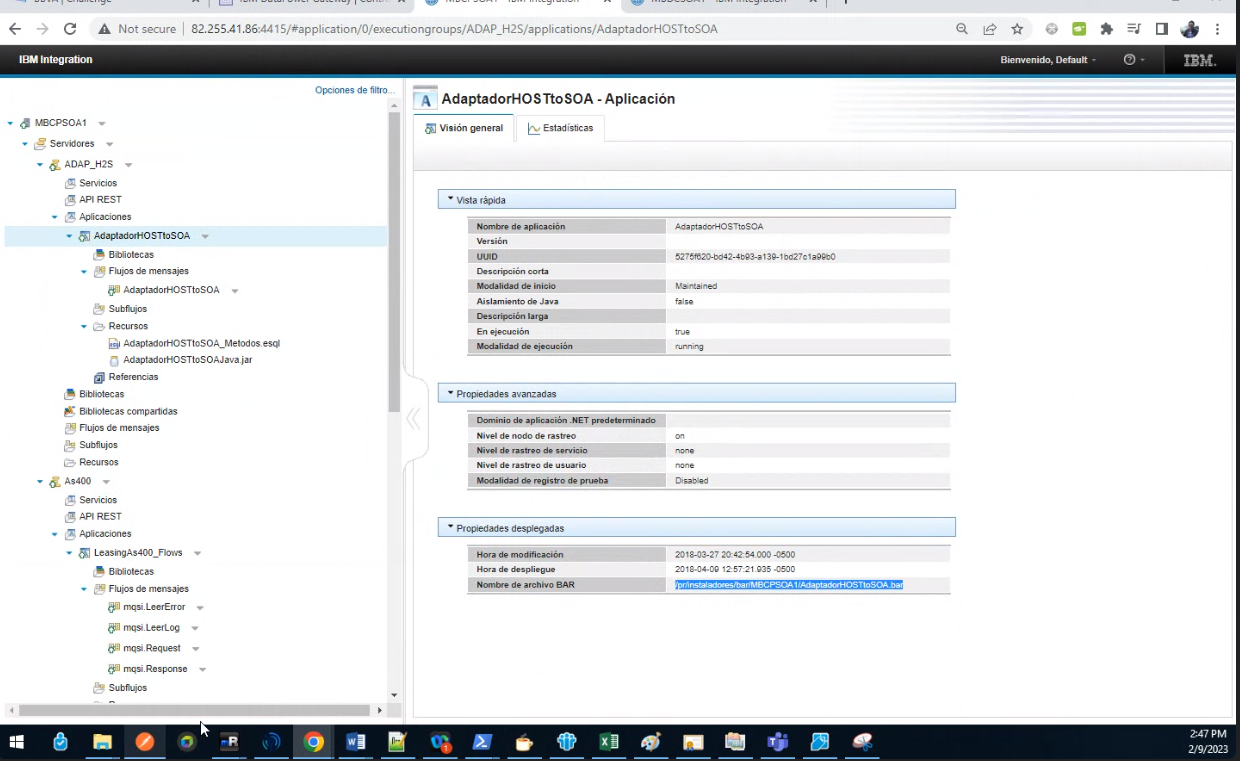 IBM DataPower Gateway | Contr
Not secure | 82.255.41.86:4415/#application/0/executiongroups/ADAP_H2S/applications/AdaptadorHOSTtoSOA
IBM Integration
Bienvenido, Default
IBM.
Opciones de filtro...
MBCPSOA1
Servidores
ADAP_H2S
Servicios
API REST
Aplicaciones
AdaptadorHOSTtoSOA
Bibliotecas
Flujos de mensajes
AdaptadorHOSTtoSOA
Subflujos
Recursos
AdaptadorHOSTtoSOA_Metodos.esql
AdaptadorHOSTtoSOAJava.jar
Referencias
Bibliotecas
Bibliotecas compartidas
Flujos de mensajes
Subflujos
Recursos
As400
Servicios
API REST
Aplicaciones
LeasingAs400_Flows
Bibliotecas
Flujos de mensajes
mqsi.LeerError
mqsi.LeerLog
mqsi.Request
mqsi.Response
Subflujos
AdaptadorHOSTtoSOA - Aplicación
Visión general
Estadísticas
Vista rápida
Nombre de aplicación AdaptadorHOSTtoSOA
Versión
UUID 5275f620-bd42-4b93-a139-1bd27c1a99b0
Descripción corta
Modalidad de inicio Maintained
Aislamiento de Java false
Descripción larga
En ejecución true
Modalidad de ejecución running
Propiedades avanzadas
Dominio de aplicación .NET predeterminado
Nivel de nodo de rastreo on
Nivel de rastreo de servicio none
Nivel de rastreo de usuario none
Modalidad de registro de prueba Disabled
Propiedades desplegadas
Hora de modificación 2018-03-27 20:42:54.000 -0500
Hora de despliegue 2018-04-09 12:57:21.935 -0500
Nombre de archivo BAR /pr/instaladores/bar/MBCPSOA1/AdaptadorHOSTtoSOA.bar
2:47 PM
2/9/2023